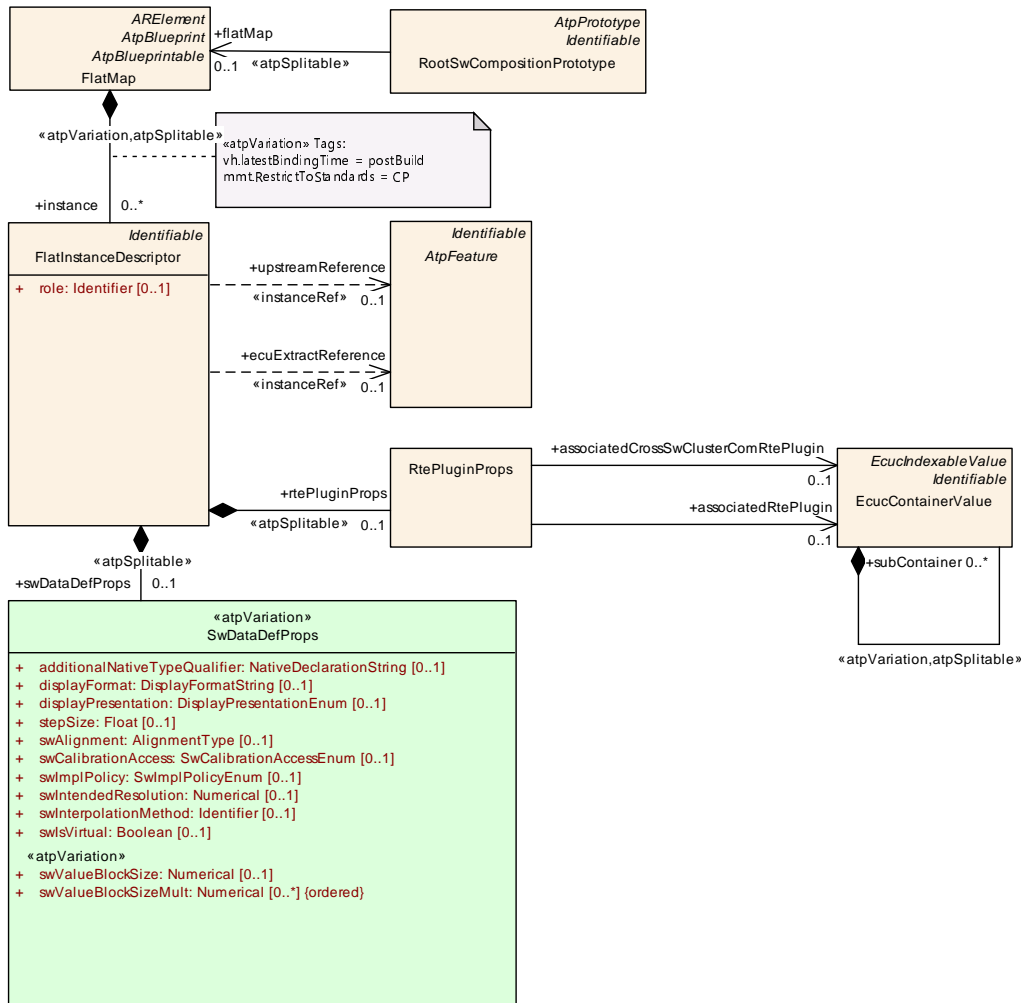 ARElement
AtpBlueprint
AtpBlueprintable
FlatMap
+flatMap
0..1
«atpSplitable»
AtpPrototype
Identifiable
RootSwCompositionPrototype
«atpVariation,atpSplitable»
«atpVariation» Tags:
vh.latestBindingTime = postBuild
mmt.RestrictToStandards = CP
+instance
0..*
Identifiable
FlatInstanceDescriptor
+ role: Identifier [0..1]
+upstreamReference
«instanceRef»
0..1
+ecuExtractReference
«instanceRef»
0..1
Identifiable
AtpFeature
+rtePluginProps
«atpSplitable»
0..1
RtePluginProps
+associatedCrossSwClusterComRtePlugin
0..1
+associatedRtePlugin
0..1
EcucIndexableValue
Identifiable
EcucContainerValue
+subContainer 0..*
«atpVariation,atpSplitable»
«atpSplitable»
+swDataDefProps
0..1
«atpVariation»
SwDataDefProps
+ additionalNativeTypeQualifier: NativeDeclarationString [0..1]
+ displayFormat: DisplayFormatString [0..1]
+ displayPresentation: DisplayPresentationEnum [0..1]
+ stepSize: Float [0..1]
+ swAlignment: AlignmentType [0..1]
+ swCalibrationAccess: SwCalibrationAccessEnum [0..1]
+ swImplPolicy: SwImplPolicyEnum [0..1]
+ swIntendedResolution: Numerical [0..1]
+ swInterpolationMethod: Identifier [0..1]
+ swIsVirtual: Boolean [0..1]
«atpVariation»
+ swValueBlockSize: Numerical [0..1]
+ swValueBlockSizeMult: Numerical [0..*] {ordered}